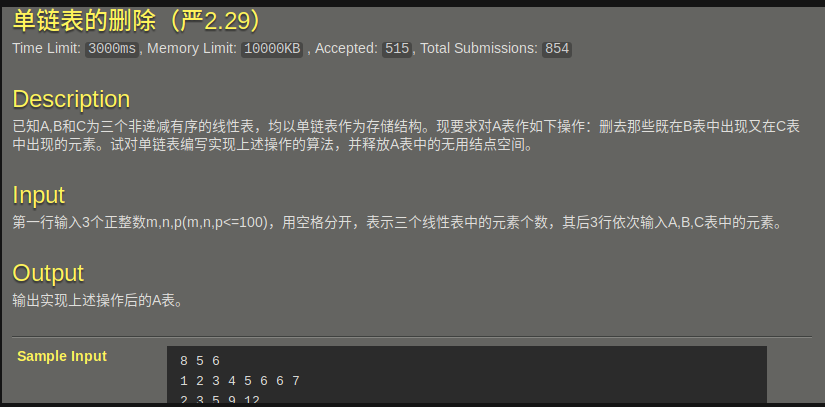 单链表的删除（严2.29）
Time Limit: 3000ms, Memory Limit: 10000KB , Accepted: 515, Total Submissions: 854
Description
已知A,B和C为三个非递减有序的线性表，均以单链表作为存储结构。现要求对A表作如下操作：删去那些既在B表中出现又在C表
中出现的元素。试对单链表编写实现上述操作的算法，并释放A表中的无用结点空间。
Input
第一行输入3个正整数m,n,p(m,n,p<=100)，用空格分开，表示三个线性表中的元素个数，其后3行依次输入A,B,C表中的元素。
Output
输出实现上述操作后的A表。
Sample Input
8 5 6
1 2 3 4 5 6 6 7
2 3 5 9 12